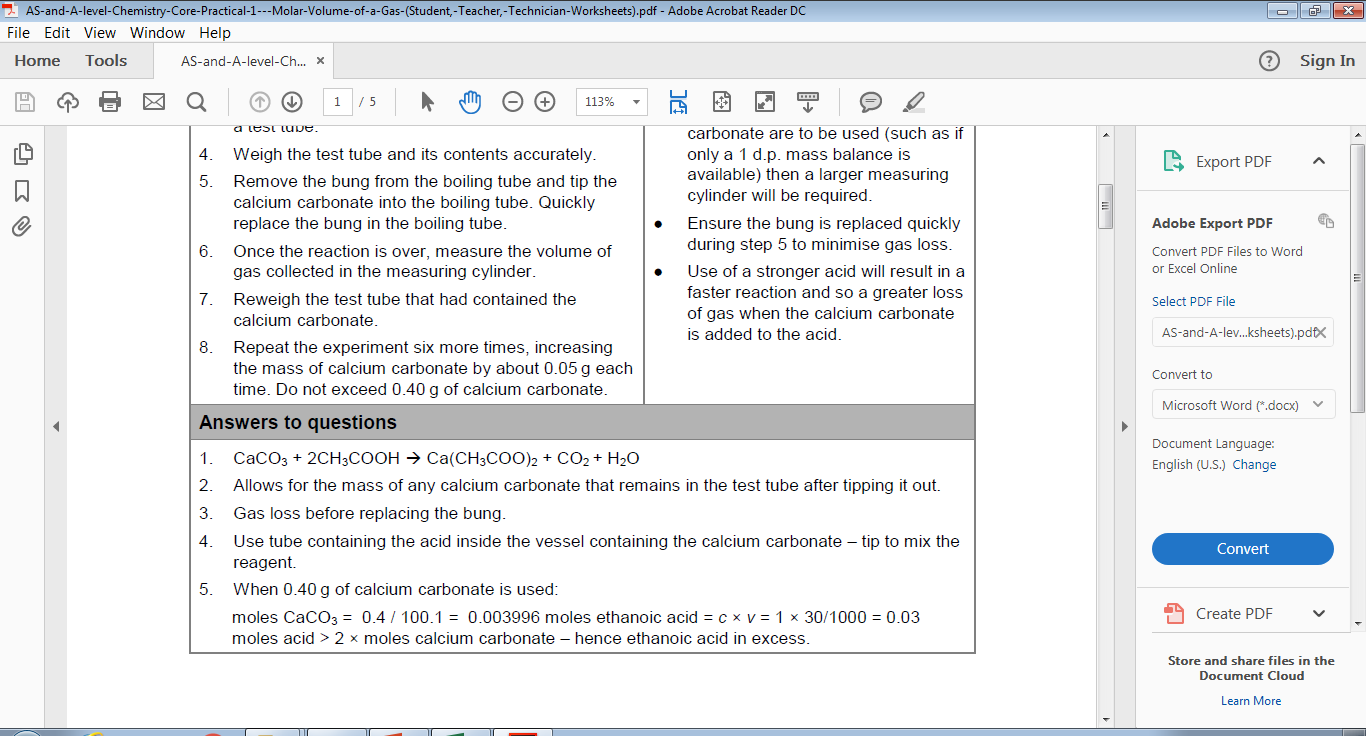 AS-and-A-level-Chemistry-Core-Practical-1---Molar-Volume-of-a-Gas-(Student,-Teacher,-Technician-Worksheets).pdf - Adobe Acrobat Reader DC
File Edit View Window Help
Home Tools AS-and-A-level-Ch... × Sign In
1 / 5 113%
a test tube.
4. Weigh the test tube and its contents accurately.
5. Remove the bung from the boiling tube and tip the
calcium carbonate into the boiling tube. Quickly
replace the bung in the boiling tube.
6. Once the reaction is over, measure the volume of
gas collected in the measuring cylinder.
7. Reweigh the test tube that had contained the
calcium carbonate.
8. Repeat the experiment six more times, increasing
the mass of calcium carbonate by about 0.05 g each
time. Do not exceed 0.40 g of calcium carbonate.
carbonate are to be used (such as if
only a 1 d.p. mass balance is
available) then a larger measuring
cylinder will be required.
● Ensure the bung is replaced quickly
during step 5 to minimise gas loss.
● Use of a stronger acid will result in a
faster reaction and so a greater loss
of gas when the calcium carbonate
is added to the acid.
Answers to questions
1. CaCO₃ + 2CH₃COOH → Ca(CH₃COO)₂ + CO₂ + H₂O
2. Allows for the mass of any calcium carbonate that remains in the test tube after tipping it out.
3. Gas loss before replacing the bung.
4. Use tube containing the acid inside the vessel containing the calcium carbonate – tip to mix the
reagent.
5. When 0.40 g of calcium carbonate is used:
moles CaCO₃ = 0.4 / 100.1 = 0.003996 moles ethanoic acid = c × v = 1 × 30/1000 = 0.03
moles acid > 2 × moles calcium carbonate – hence ethanoic acid in excess.
Export PDF
Adobe Export PDF
Convert PDF Files to Word
or Excel Online
Select PDF File
AS-and-A-lev...ksheets).pdf ×
Convert to
Microsoft Word (*.docx)
Document Language:
English (U.S.) Change
Convert
Create PDF
Store and share files in the
Document Cloud
Learn More